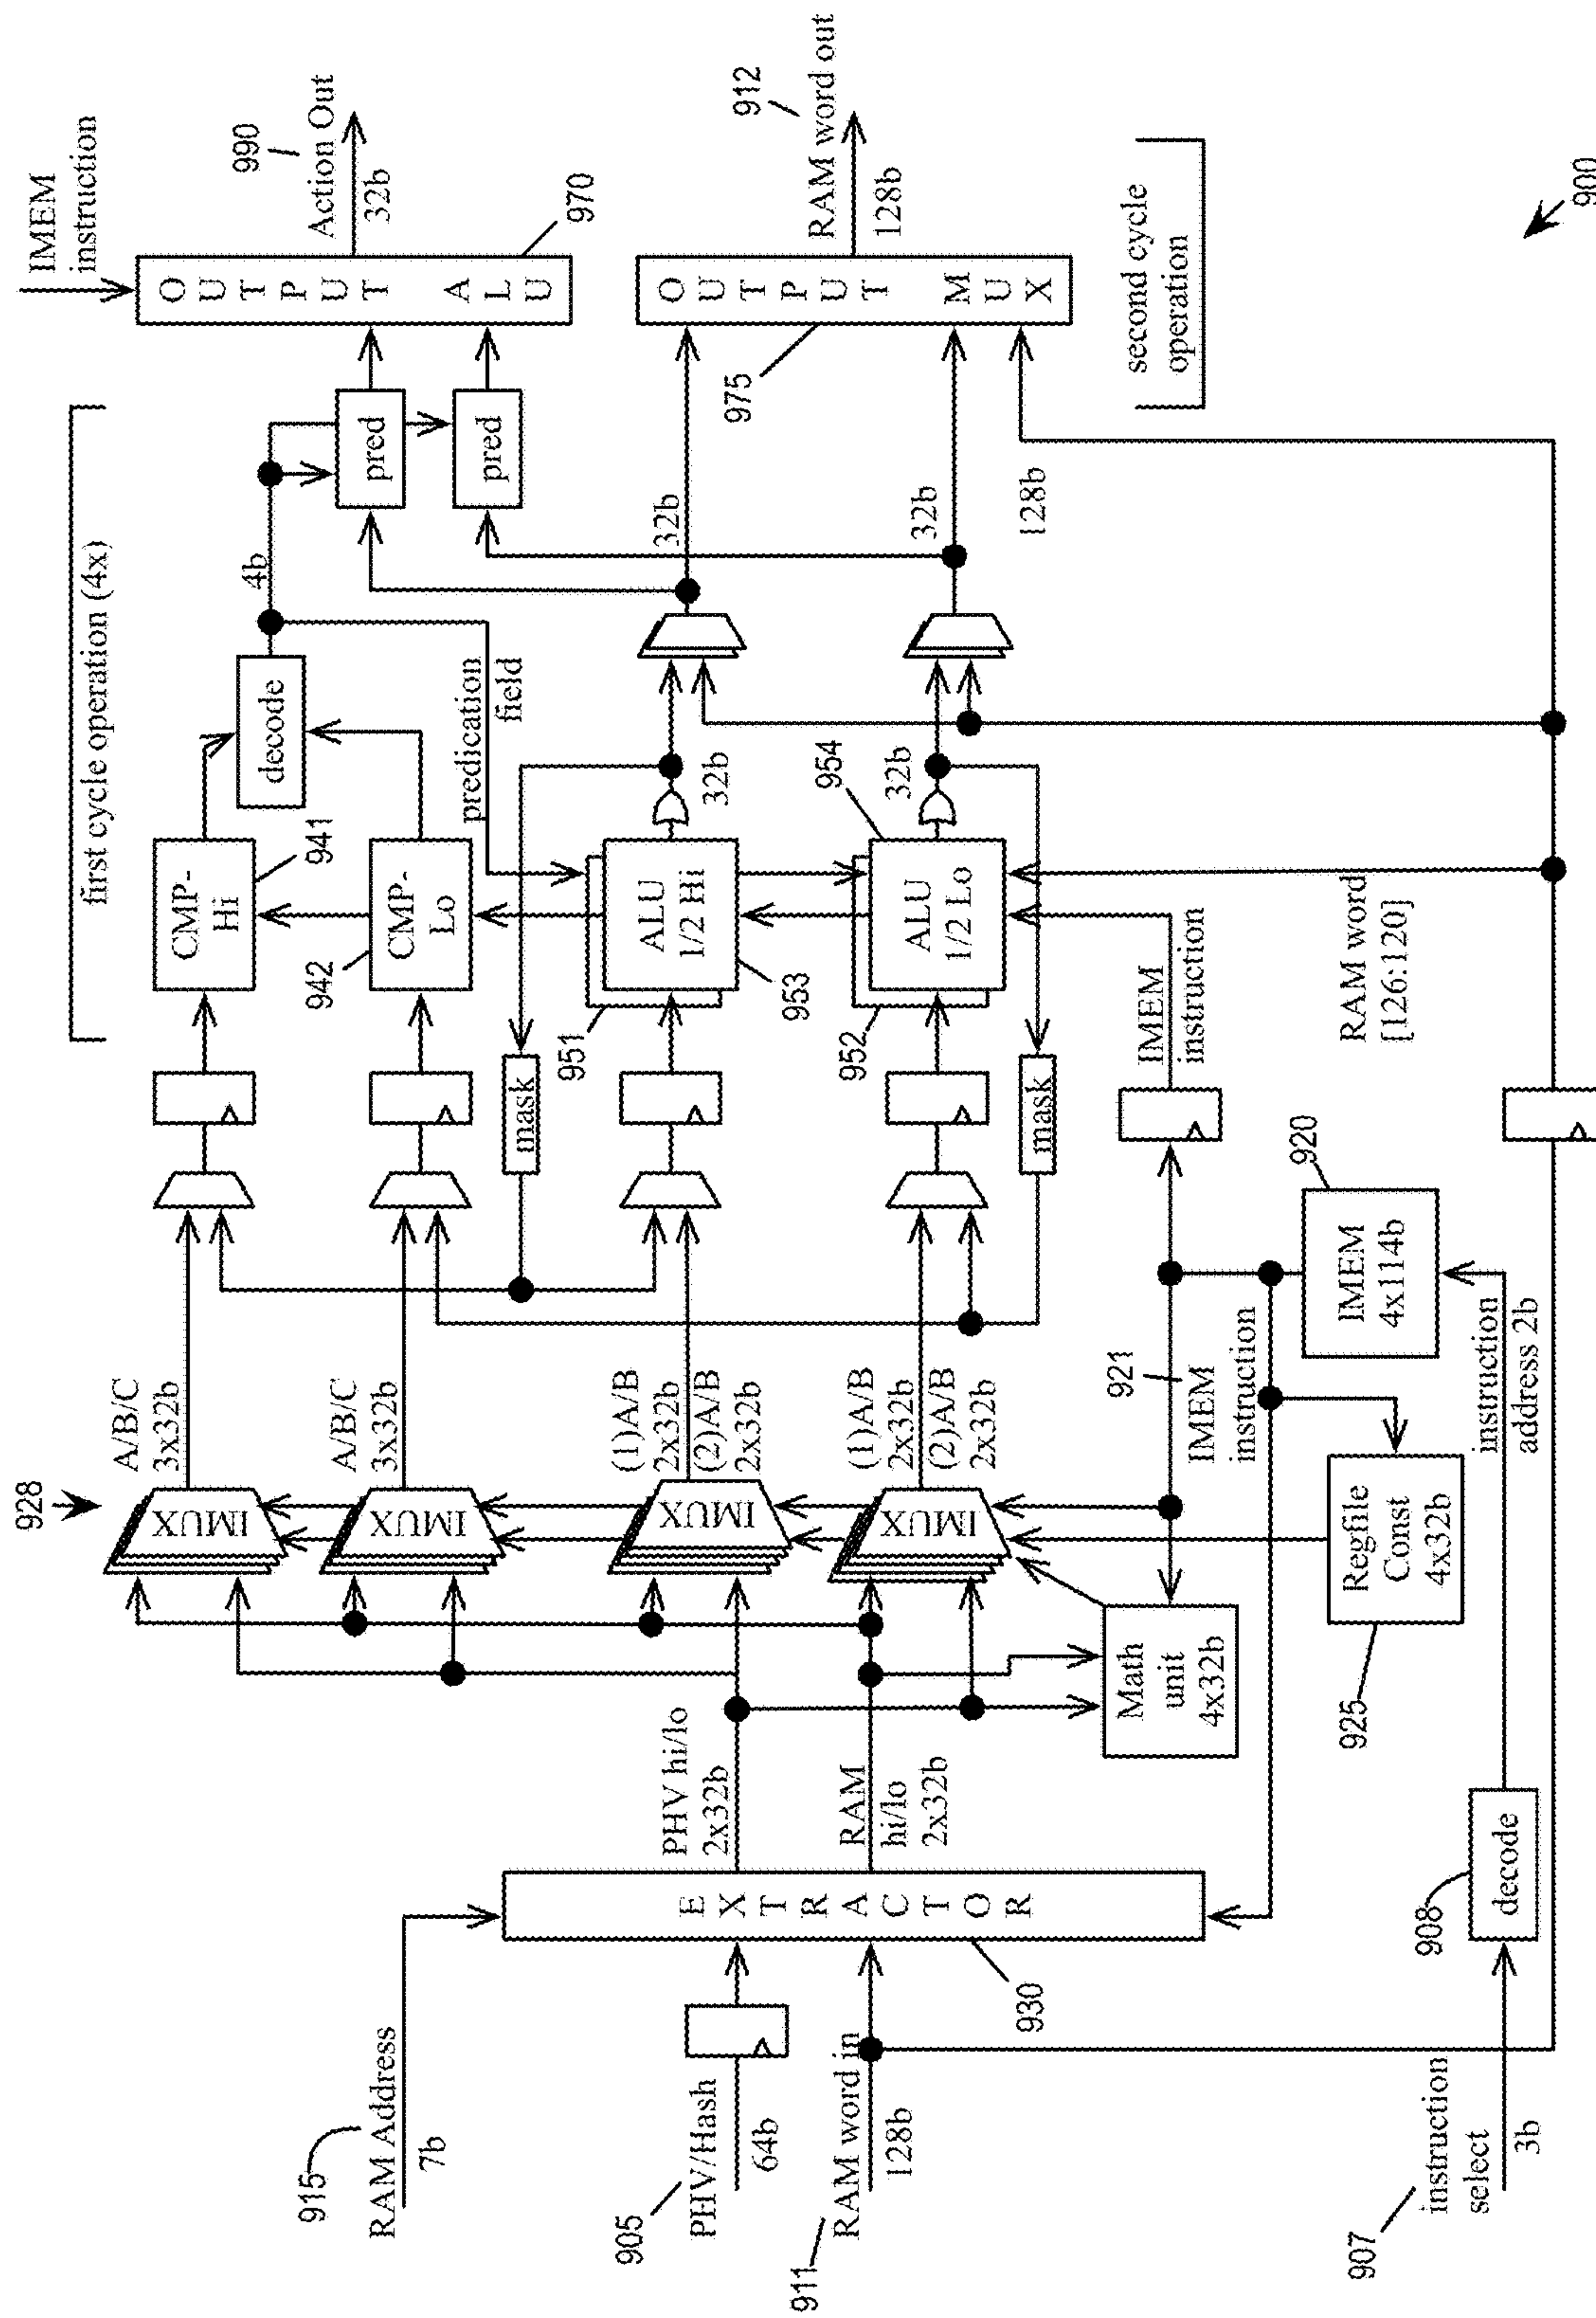 RAM Address
7b
915
PHV/Hash
64b
905
RAM word in
128b
911
instruction
select
3b
907
E
X
T
R
A
C
T
O
R
930
PHV hi/lo
2x32b
RAM
hi/lo
2x32b
decode
908
928
IMUX
IMUX
IMUX
IMUX
Math
unit
4x32b
Regfile
Const
4x32b
925
A/B/C
3x32b
A/B/C
3x32b
(1)A/B
2x32b
(2)A/B
2x32b
(1)A/B
2x32b
(2)A/B
2x32b
921
IMEM
instruction
IMEM
4x114b
920
instruction
address 2b
mask
mask
first cycle operation (4x)
CMP-
Hi
941
CMP-
Lo
942
ALU
1/2 Hi
951
953
ALU
1/2 Lo
952
954
IMEM
instruction
RAM word
[126:120]
decode
4b
predication
field
32b
32b
32b
32b
128b
pred
pred
IMEM
instruction
O
U
T
P
U
T
A
L
U
970
Action Out
32b
990
O
U
T
P
U
T
M
U
X
975
RAM word out
128b
912
second cycle
operation
900